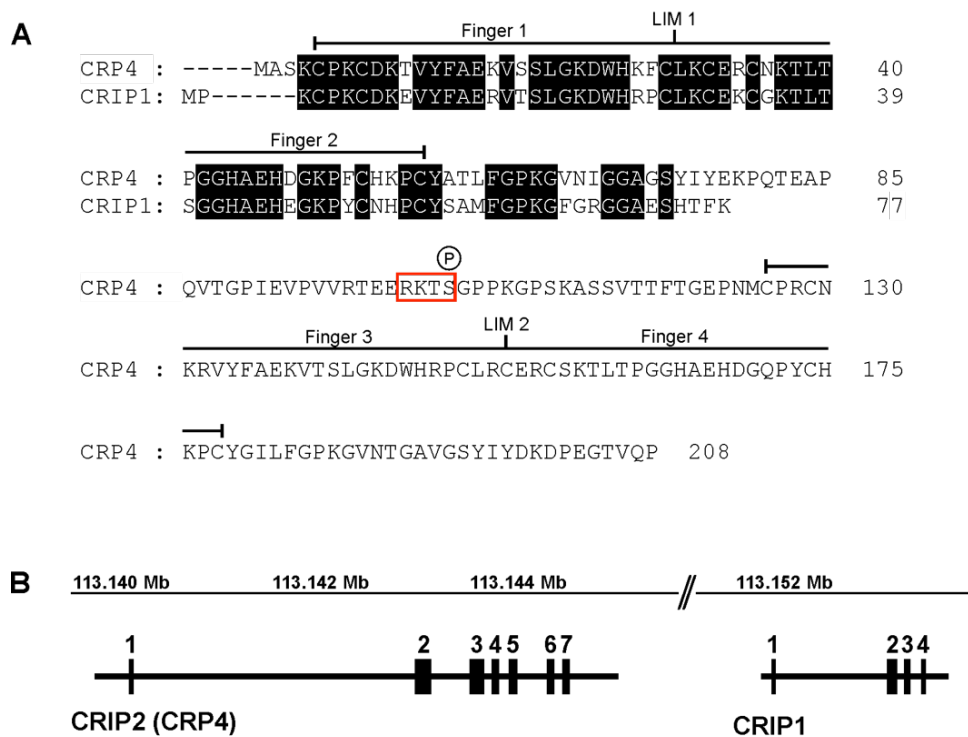 A
Finger 1 LIM 1
CRP4 : -----MASKCPKCDKTVYFAEKVSSLGKDWHKFCLKCERCNKTLT 40
CRIP1: MP------KCPKCDKEVYFAERVTSLGKDWHRPCLKCEKCGKTLT 39
Finger 2
CRP4 : PGGHAEHDGKPFCHKPCYATLFGPKGVNIGGAGSYIYEKPQTEAP 85
CRIP1: SGGHAEHEGKPYCNHPCYSAMFGPKGFGRGGAESHTFK 77
P
CRP4 : QVTGPIEVPVVRTEERKTSGPPKGPSKASSVTTFTGEPNMCPRCN 130
Finger 3 LIM 2 Finger 4
CRP4 : KRVYFAEKVTSLGKDWHRPCLRCERCSKTLTPGGHAEHDGQPYCH 175
CRP4 : KPCYGILFGPKGVNTGAVGSYIYDKDPEGTVQP 208
B
113.140 Mb 113.142 Mb 113.144 Mb // 113.152 Mb
1 2 3 4 5 6 7 1 2 3 4
CRIP2 (CRP4) CRIP1